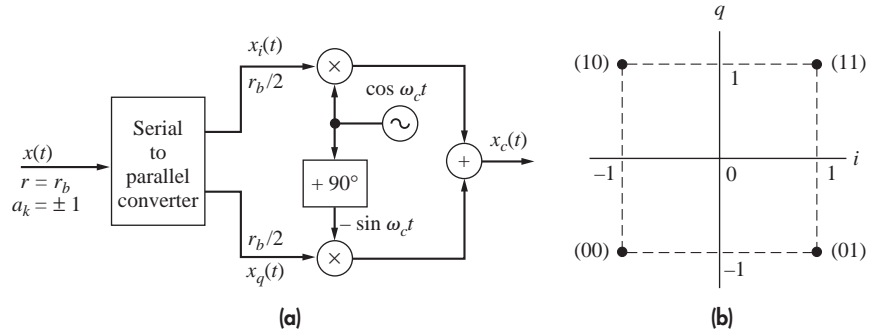 x_i(t)
r_b/2
cos ω_c t
x(t)
r = r_b
a_k = ± 1
Serial
to
parallel
converter
+ 90°
– sin ω_c t
r_b/2
x_q(t)
×
∼
+
×
x_c(t)
(a)
q
(10)
(11)
1
–1
0
1
i
(00)
(01)
–1
(b)